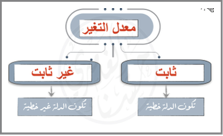 معدل التغير
ثابت
غير ثابت
تكون الدالة خطية
تكون الدالة غير خطية